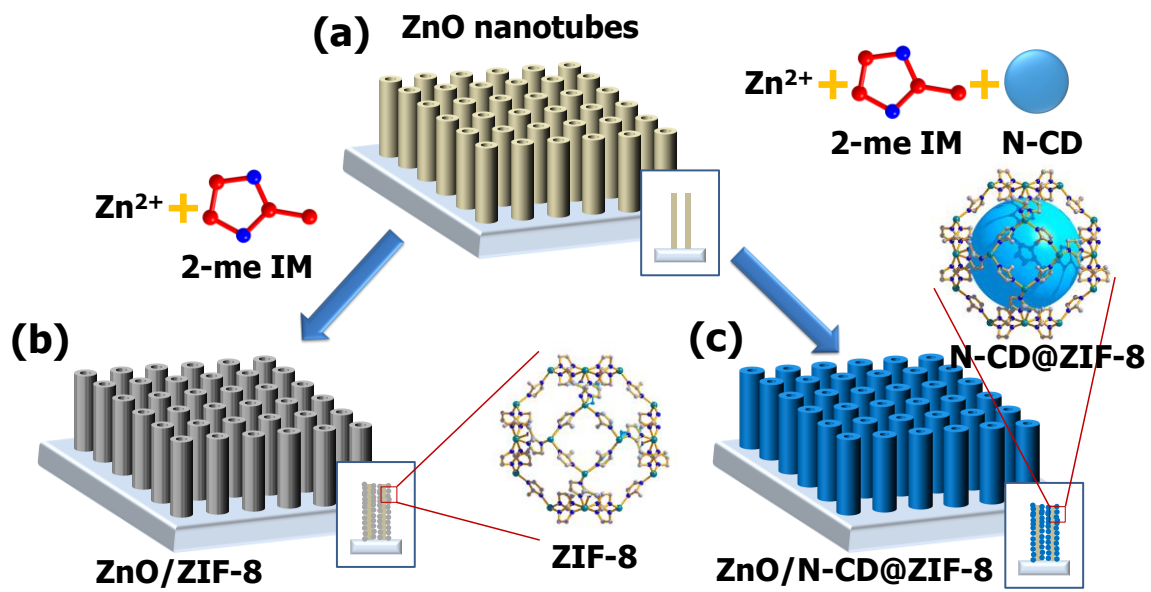 (a) ZnO nanotubes
Zn²⁺ + 2-me IM + N-CD
Zn²⁺ + 2-me IM
N-CD@ZIF-8
(b)
(c)
ZnO/ZIF-8
ZIF-8
ZnO/N-CD@ZIF-8